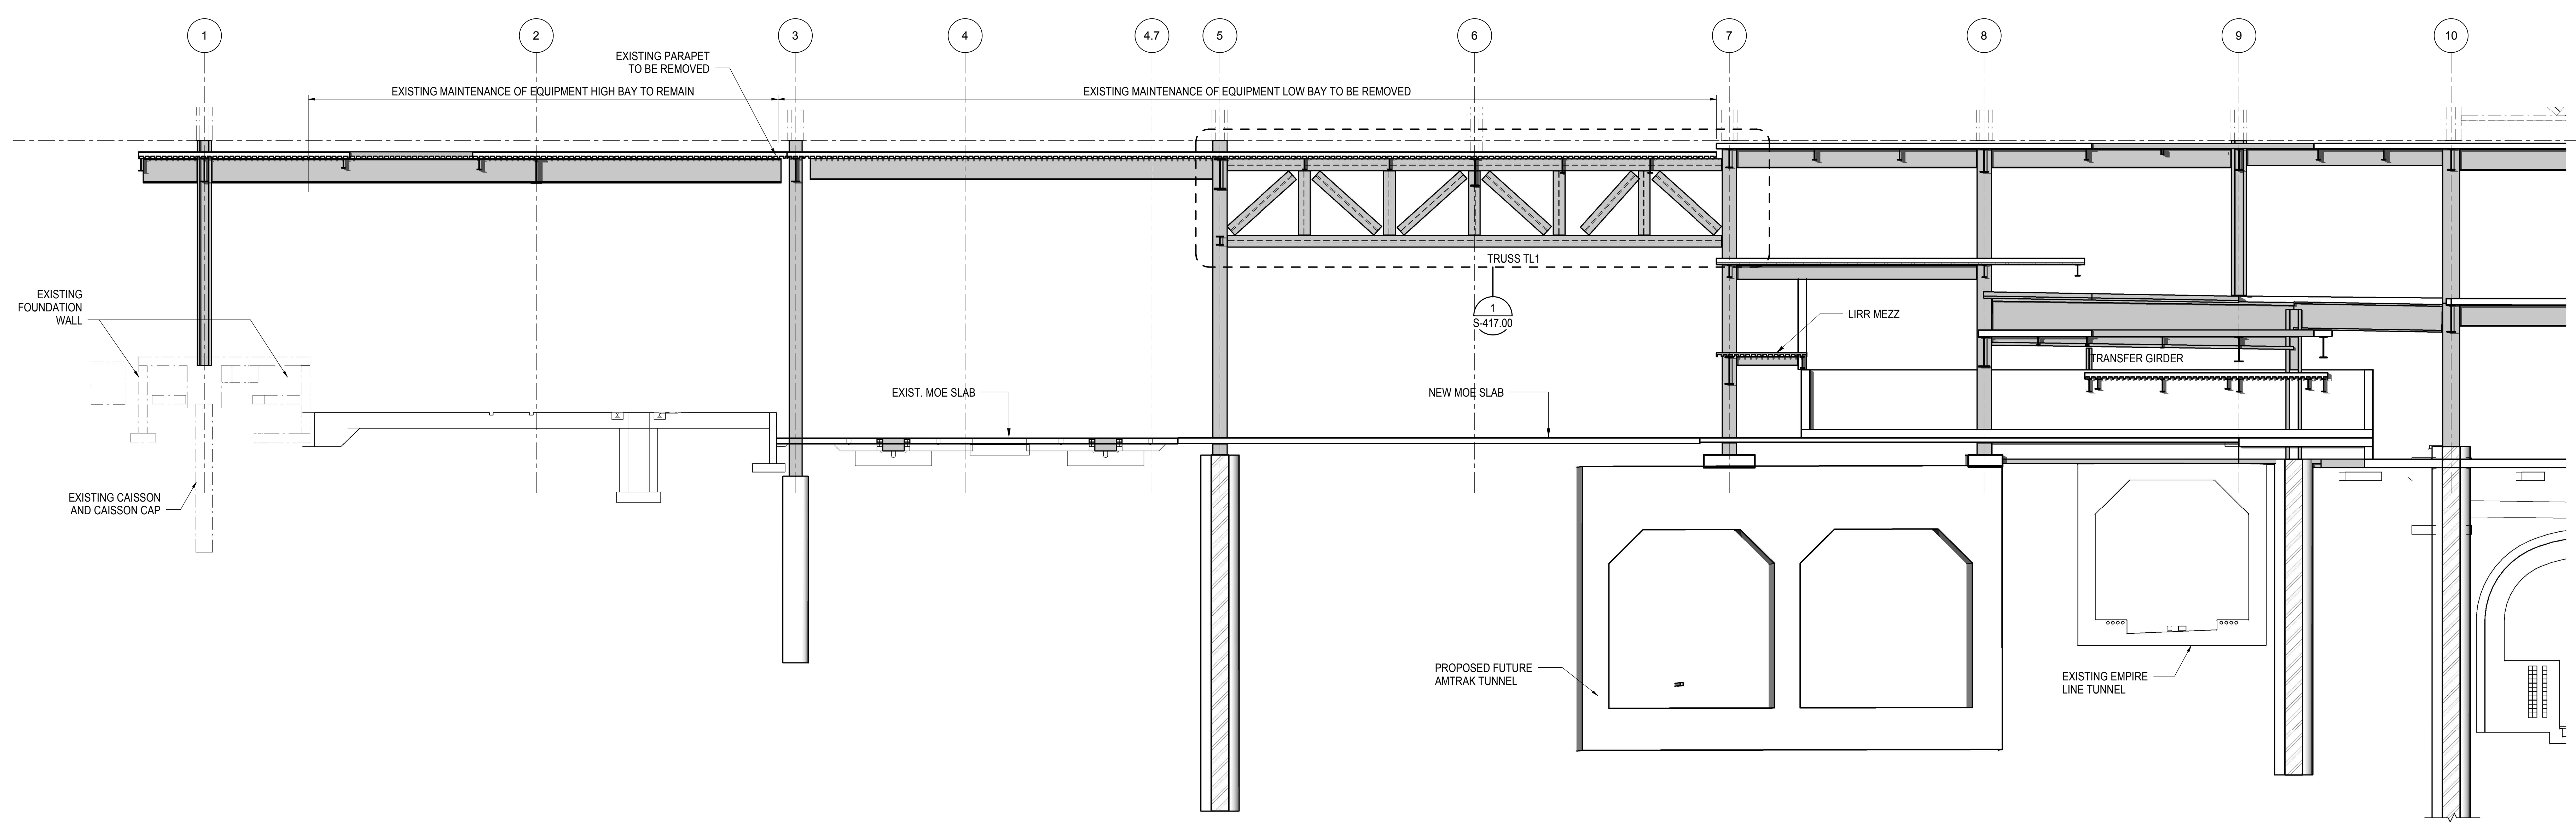 1
2
3
4
4.7
5
6
7
8
9
10
EXISTING PARAPET
TO BE REMOVED
EXISTING MAINTENANCE OF EQUIPMENT HIGH BAY TO REMAIN
EXISTING MAINTENANCE OF EQUIPMENT LOW BAY TO BE REMOVED
TRUSS TL1
1
S-417.00
EXISTING
FOUNDATION
WALL
LIRR MEZZ
TRANSFER GIRDER
EXIST. MOE SLAB
NEW MOE SLAB
EXISTING CAISSON
AND CAISSON CAP
PROPOSED FUTURE
AMTRAK TUNNEL
EXISTING EMPIRE
LINE TUNNEL